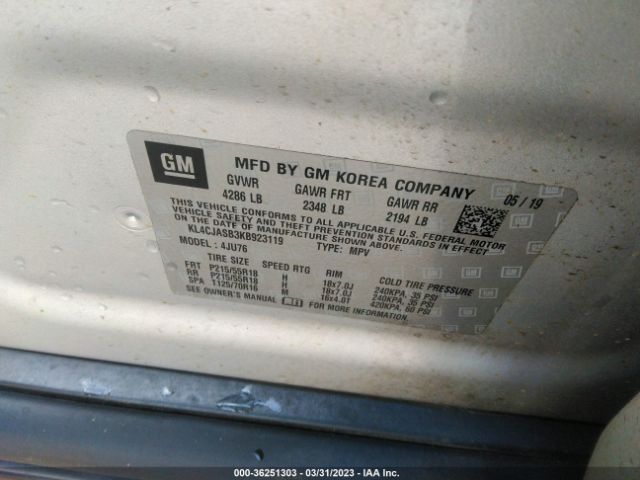 GM
MFD BY GM KOREA COMPANY 05/19
GVWR GAWR FRT GAWR RR
4286 LB 2348 LB 2194 LB
THIS VEHICLE CONFORMS TO ALL APPLICABLE U.S. FEDERAL MOTOR
VEHICLE SAFETY AND THEFT PREVENTION STANDARDS IN EFFECT
ON THE DATE OF MANUFACTURE SHOWN ABOVE.
KL4CJASB3KB923119 TYPE: MPV
MODEL: 4JU76
TIRE SIZE SPEED RTG RIM COLD TIRE PRESSURE
FRT P215/55R18 H 18x7.0J 240KPA, 35 PSI
RR P215/55R18 H 18x7.0J 240KPA, 35 PSI
SPA T125/70R16 M 16x4.0T 420KPA, 60 PSI
SEE OWNER'S MANUAL FOR MORE INFORMATION.
000-36251303 - 03/31/2023 - IAA Inc.